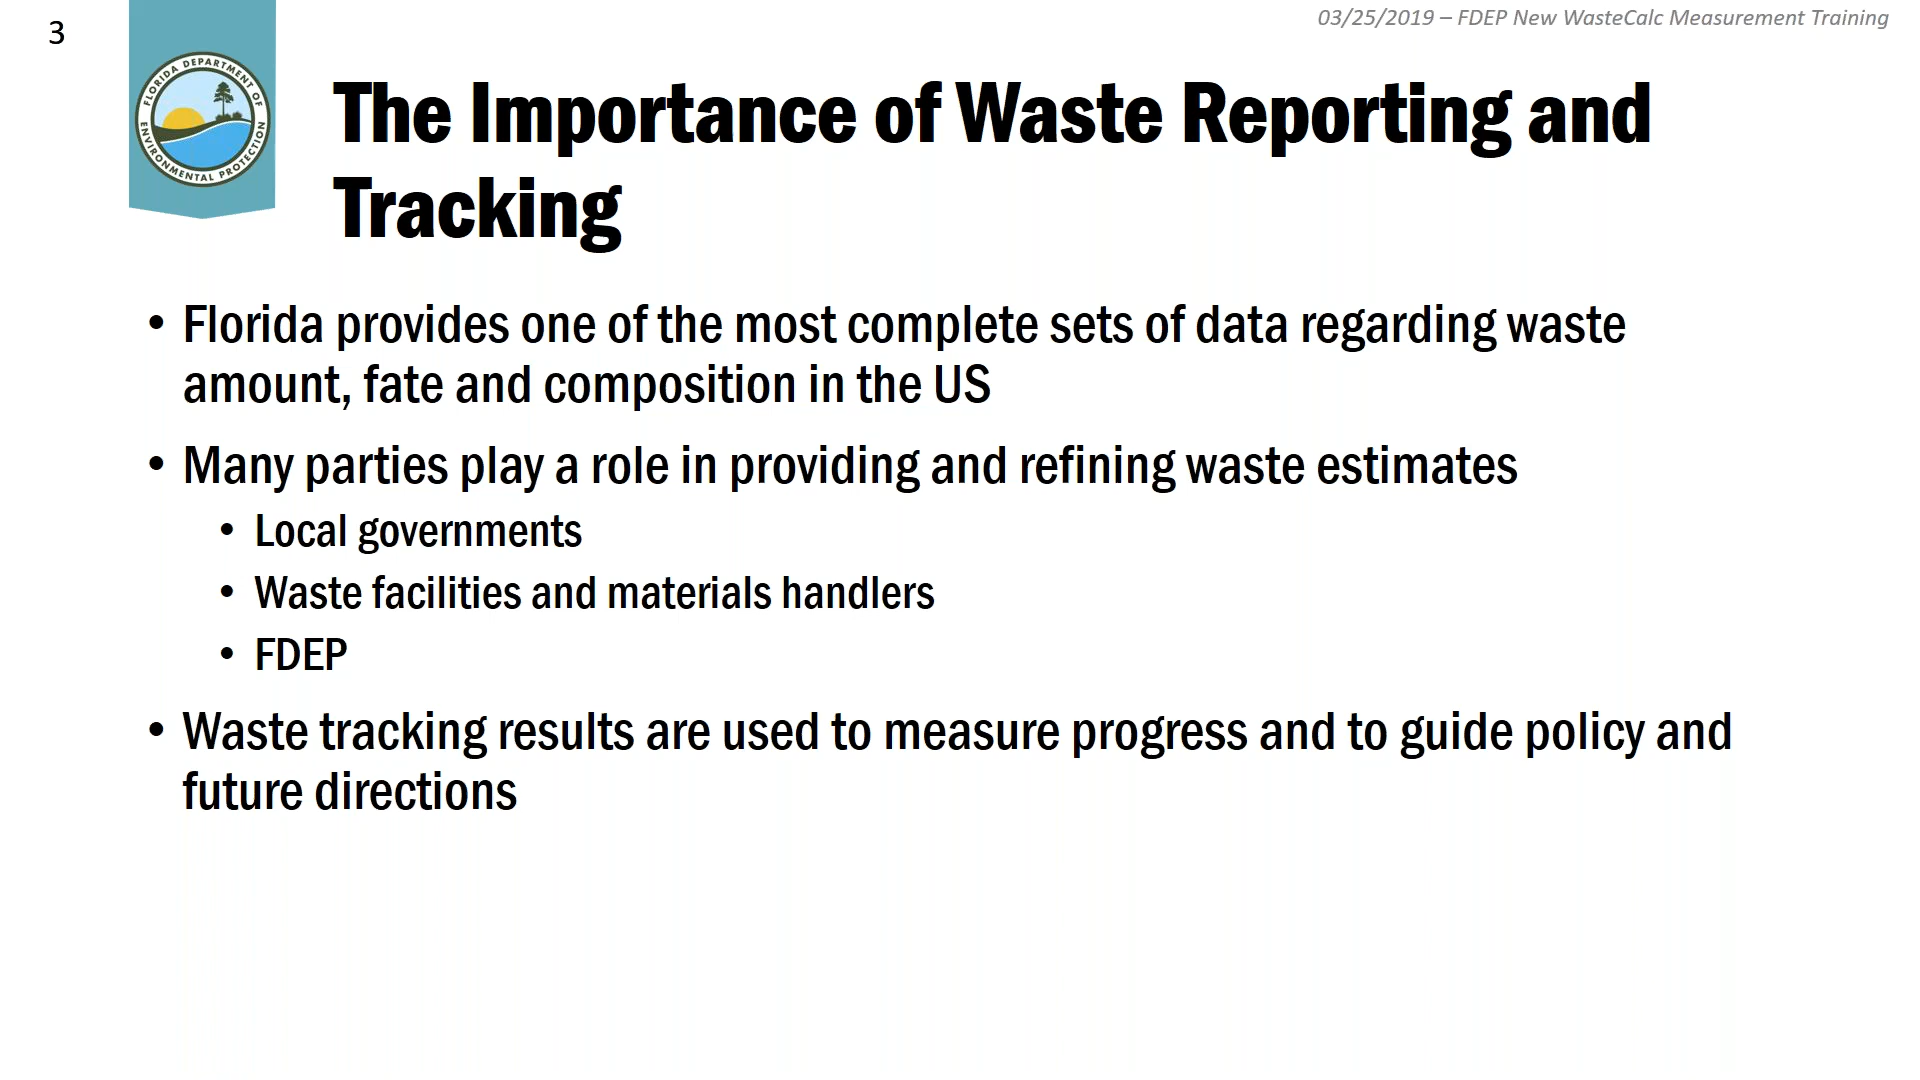 3
03/25/2019 – FDEP New WasteCalc Measurement Training
FLORIDA DEPARTMENT OF
ENVIRONMENTAL PROTECTION
The Importance of Waste Reporting and
Tracking
• Florida provides one of the most complete sets of data regarding waste
amount, fate and composition in the US
• Many parties play a role in providing and refining waste estimates
• Local governments
• Waste facilities and materials handlers
• FDEP
• Waste tracking results are used to measure progress and to guide policy and
future directions